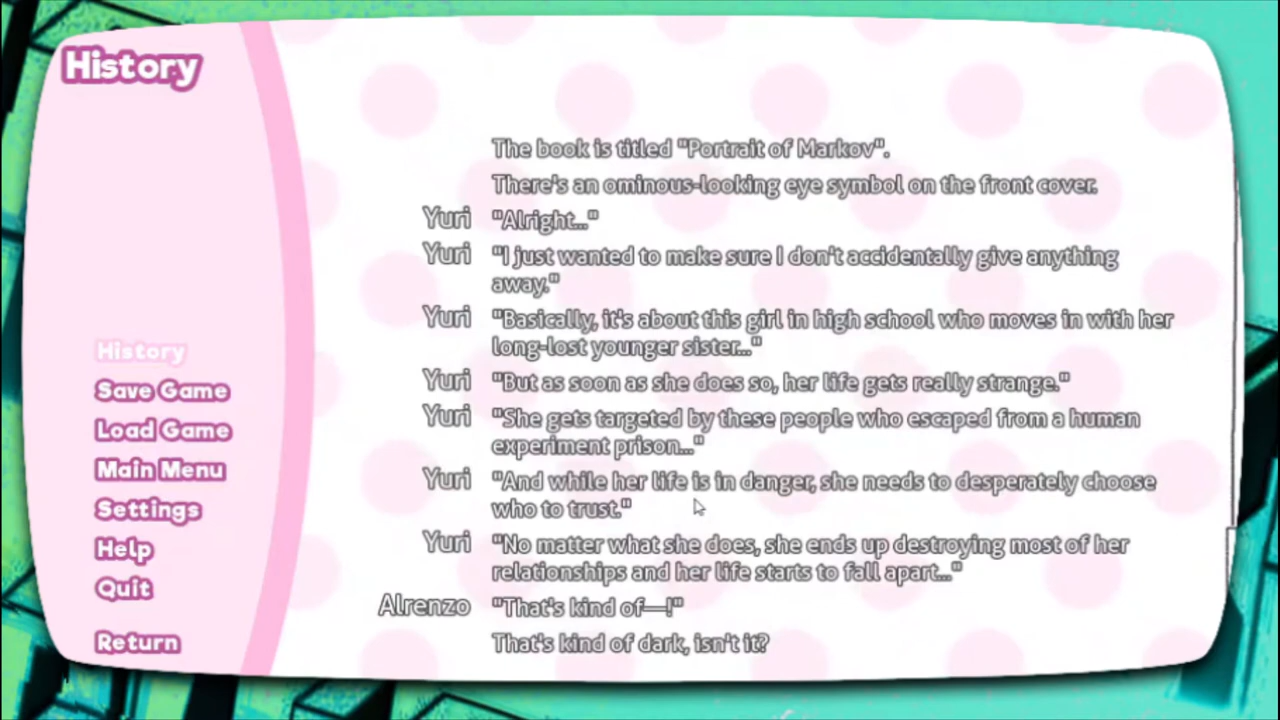 History
The book is titled "Portrait of Markov".
There's an ominous-looking eye symbol on the front cover.
Yuri "Alright..."
Yuri "I just wanted to make sure I don't accidentally give anything
away."
Yuri "Basically, it's about this girl in high school who moves in with her
long-lost younger sister..."
Yuri "But as soon as she does so, her life gets really strange."
Yuri "She gets targeted by these people who escaped from a human
experiment prison..."
Yuri "And while her life is in danger, she needs to desperately choose
who to trust."
Yuri "No matter what she does, she ends up destroying most of her
relationships and her life starts to fall apart..."
Alrenzo "That's kind of—!"
That's kind of dark, isn't it?
History
Save Game
Load Game
Main Menu
Settings
Help
Quit
Return